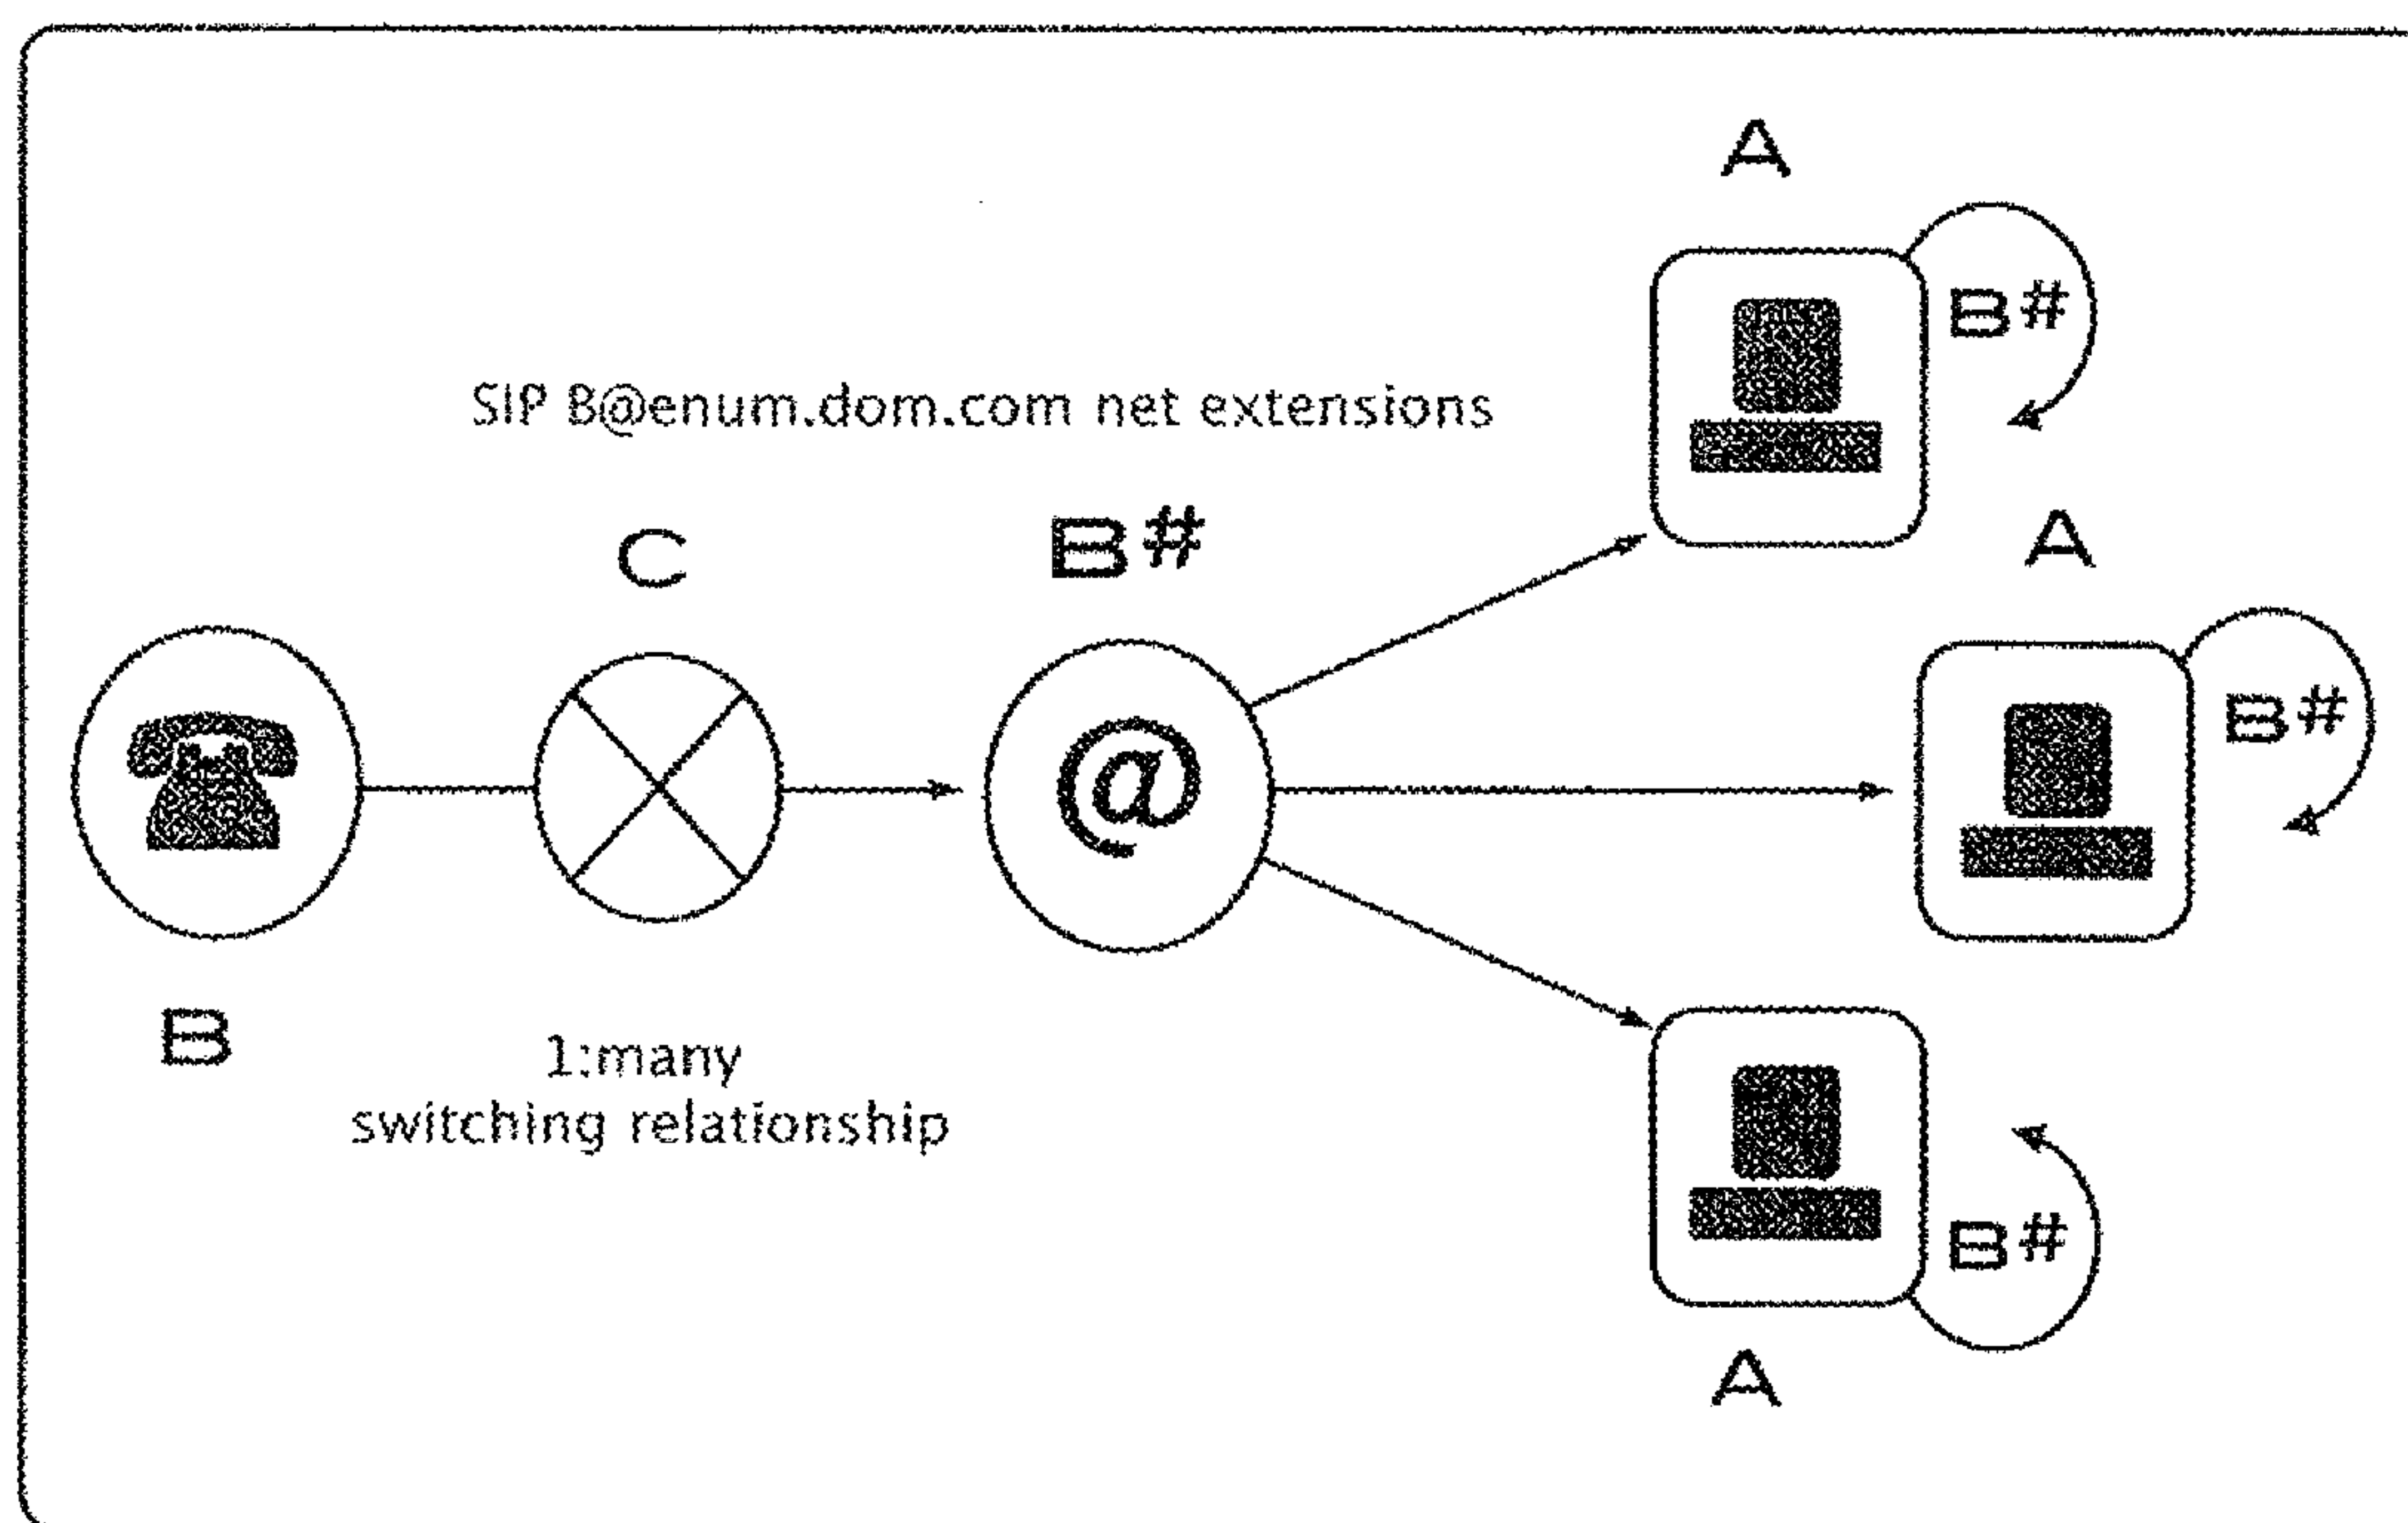 A
B#
SIP B@enum.dom.com net extensions
A
C
B#
B#
@
B
1:many
switching relationship
B#
A